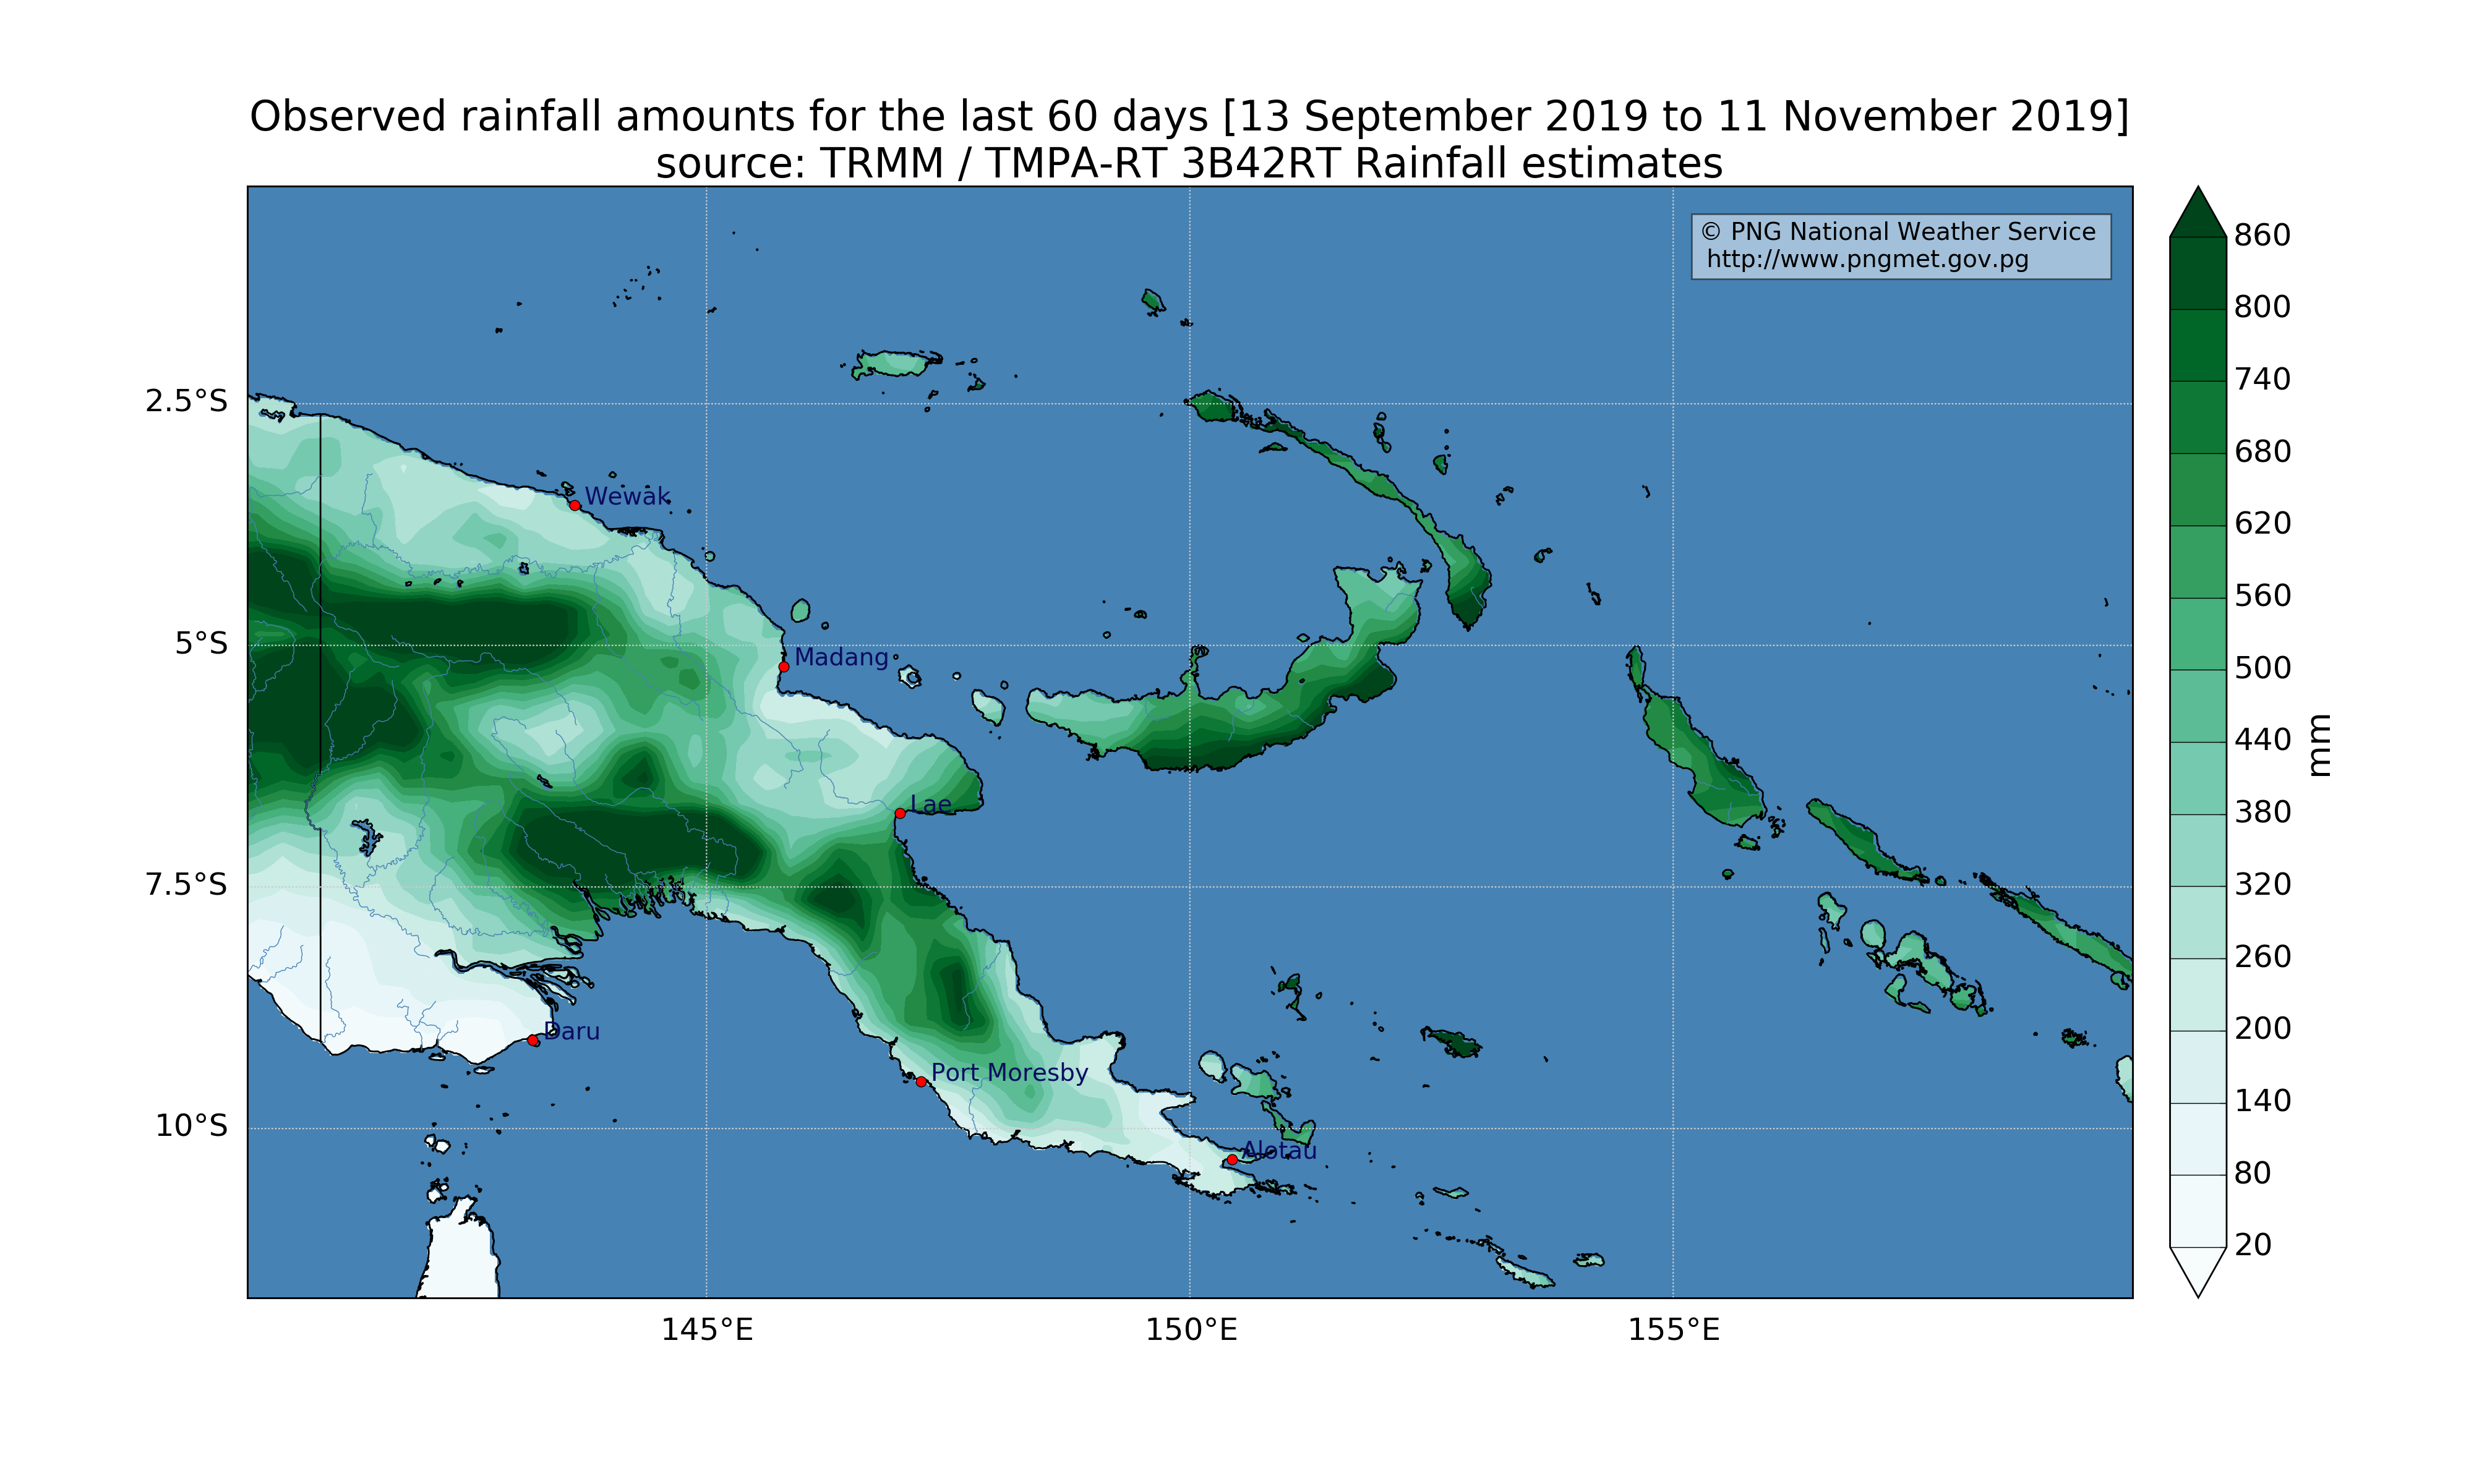 Observed rainfall amounts for the last 60 days [13 September 2019 to 11 November 2019]
source: TRMM / TMPA-RT 3B42RT Rainfall estimates
© PNG National Weather Service
http://www.pngmet.gov.pg
2.5°S
5°S
7.5°S
10°S
Wewak
Madang
Lae
Daru
Port Moresby
Alotau
145°E
150°E
155°E
860
800
740
680
620
560
500
440
380
320
260
200
140
80
20
mm